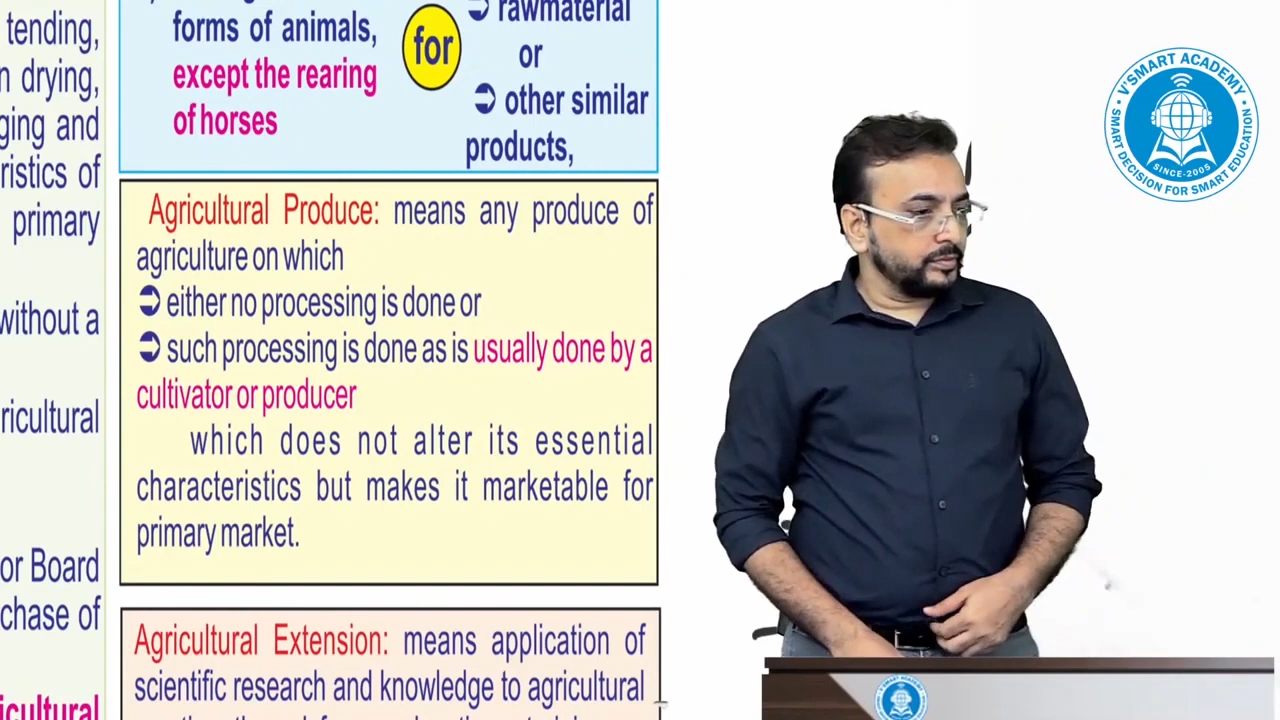 tending,
drying,
ging and
ristics of
primary
without a
ricultural
or Board
chase of
icultural
forms of animals,
except the rearing
of horses
for
rawmaterial
or
➲ other similar
products,
Agricultural Produce: means any produce of
agriculture on which
➲ either no processing is done or
➲ such processing is done as is usually done by a
cultivator or producer
which does not alter its essential
characteristics but makes it marketable for
primary market.
Agricultural Extension: means application of
scientific research and knowledge to agricultural
V'SMART ACADEMY
SINCE-2005
SMART DECISION FOR SMART EDUCATION